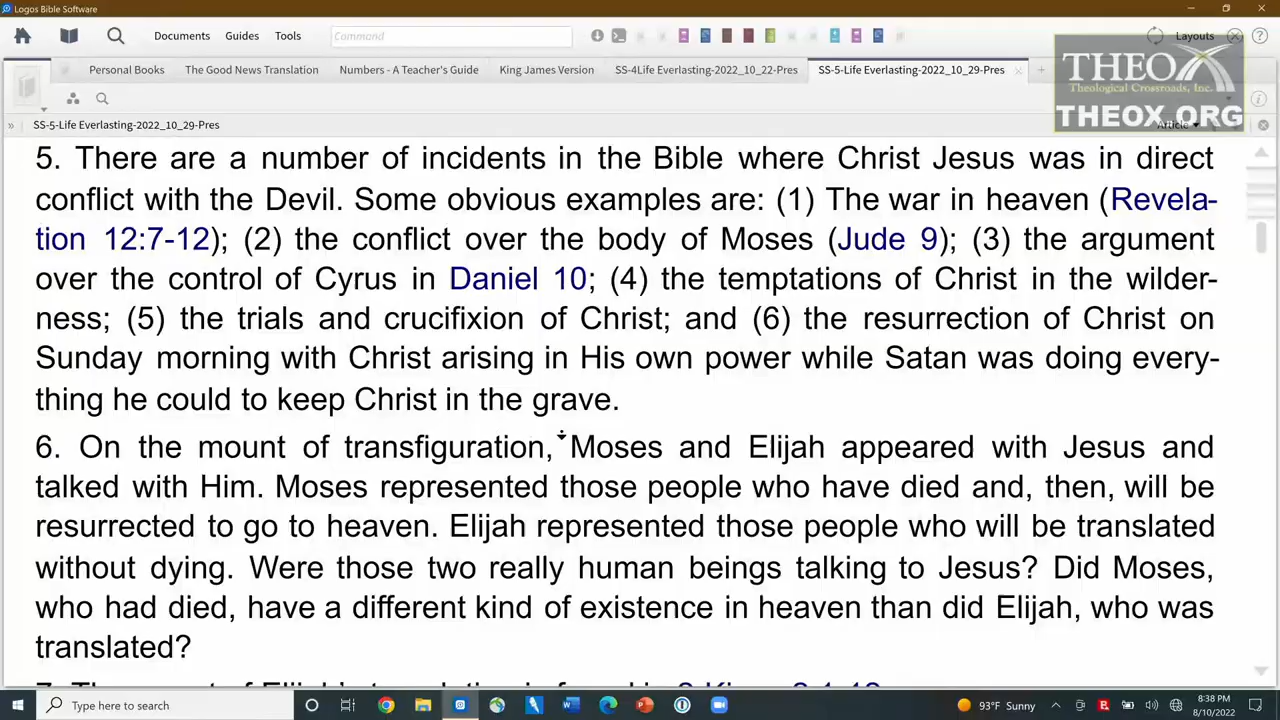 Logos Bible Software
Documents Guides Tools Command Layouts
Personal Books The Good News Translation Numbers - A Teacher's Guide King James Version SS-4Life Everlasting-2022_10_22-Pres SS-5-Life Everlasting-2022_10_29-Pres
THEOX
Theological Crossroads, Inc.
THEOX.ORG
» SS-5-Life Everlasting-2022_10_29-Pres Article
5. There are a number of incidents in the Bible where Christ Jesus was in direct
conflict with the Devil. Some obvious examples are: (1) The war in heaven (Revela-
tion 12:7-12); (2) the conflict over the body of Moses (Jude 9); (3) the argument
over the control of Cyrus in Daniel 10; (4) the temptations of Christ in the wilder-
ness; (5) the trials and crucifixion of Christ; and (6) the resurrection of Christ on
Sunday morning with Christ arising in His own power while Satan was doing every-
thing he could to keep Christ in the grave.
6. On the mount of transfiguration, Moses and Elijah appeared with Jesus and
talked with Him. Moses represented those people who have died and, then, will be
resurrected to go to heaven. Elijah represented those people who will be translated
without dying. Were those two really human beings talking to Jesus? Did Moses,
who had died, have a different kind of existence in heaven than did Elijah, who was
translated?
Type here to search 93°F Sunny 8:38 PM
8/10/2022